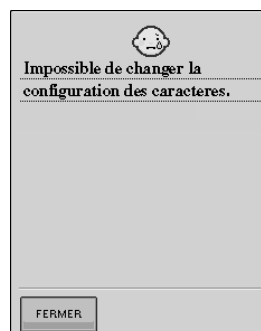 Impossible de changer la
configuration des caracteres.
FERMER